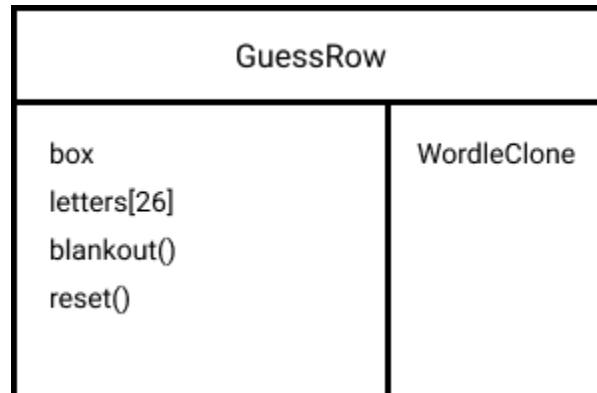 GuessRow
box
letters[26]
blankout()
reset()
WordleClone